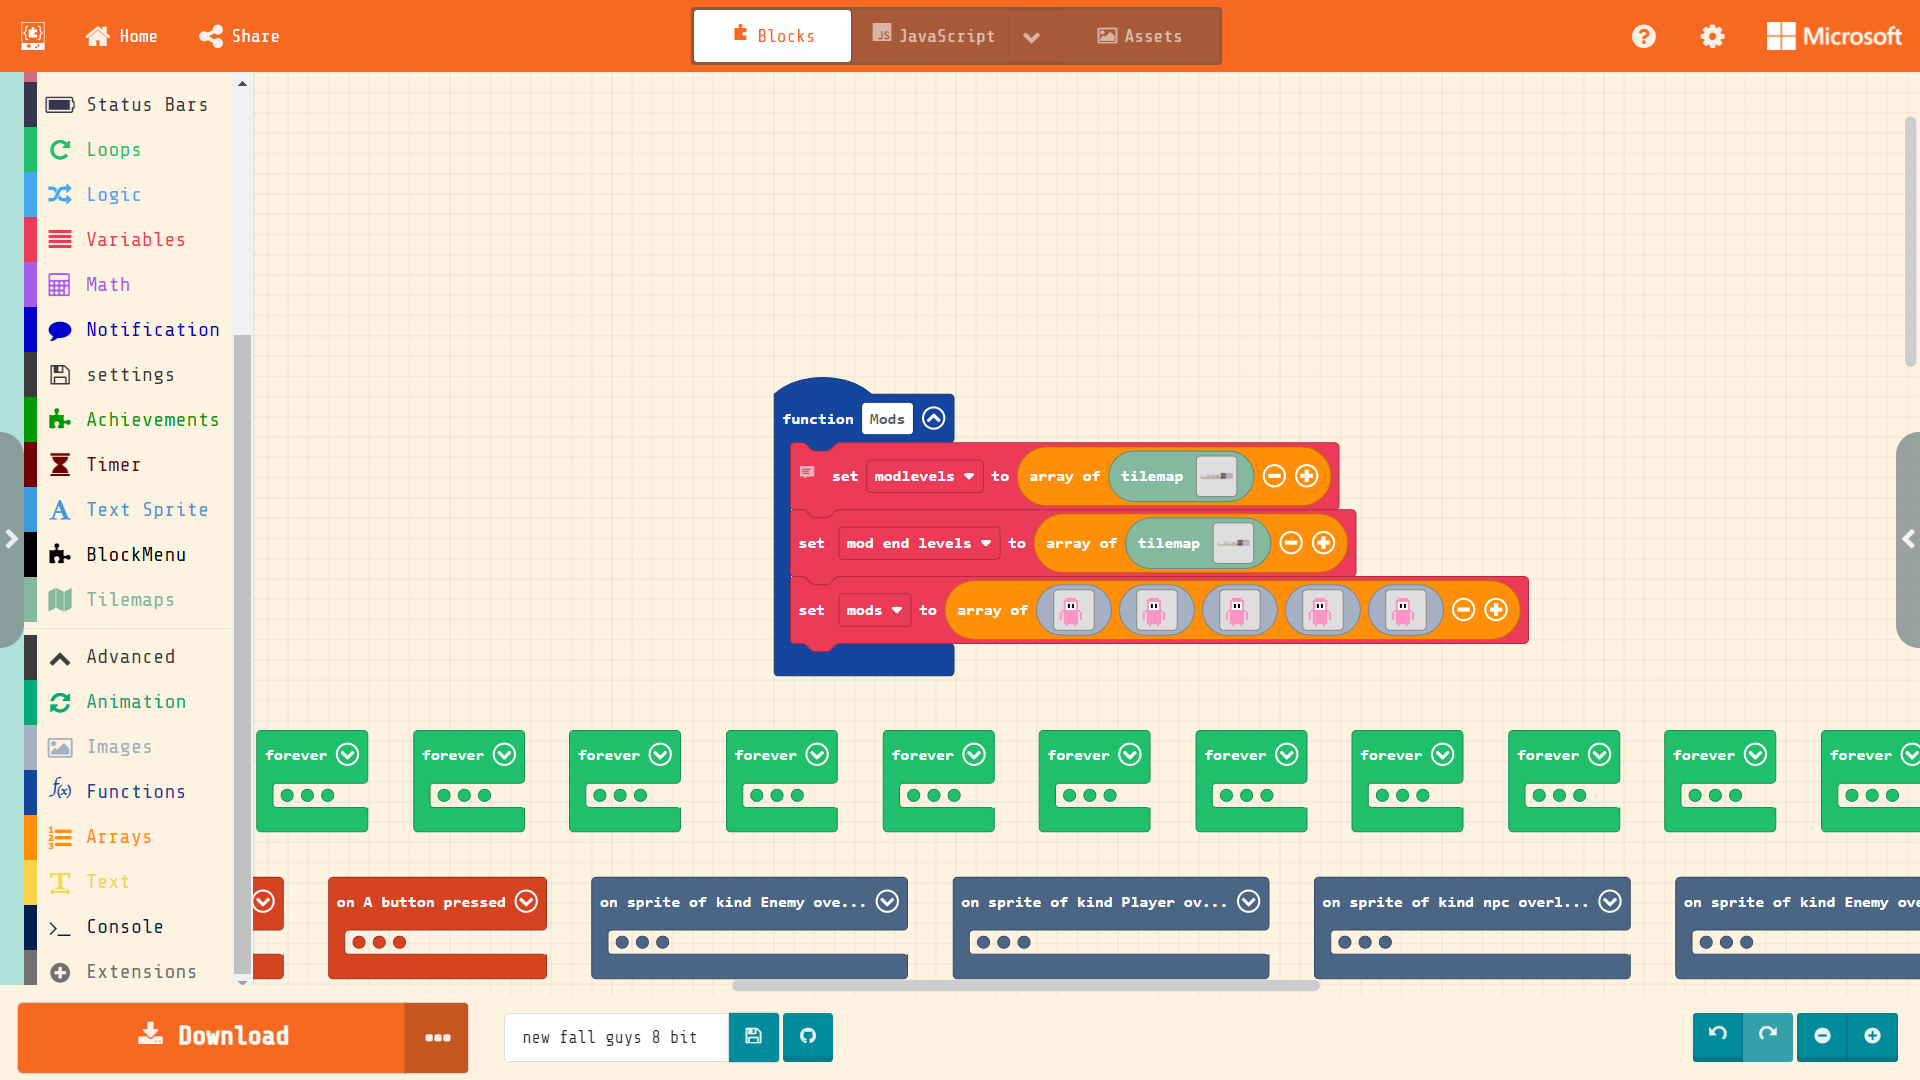 Home
Share
Blocks
JS JavaScript
Assets
Microsoft
Status Bars
Loops
Logic
Variables
Math
Notification
settings
Achievements
Timer
Text Sprite
BlockMenu
Tilemaps
Advanced
Animation
Images
Functions
Arrays
Text
Console
Extensions
function Mods
set modlevels to array of tilemap
set mod end levels to array of tilemap
set mods to array of
forever forever forever forever forever forever forever forever forever forever forever
on A button pressed
on sprite of kind Enemy ove...
on sprite of kind Player ov...
on sprite of kind npc overl...
on sprite of kind Enemy ove
Download
new fall guys 8 bit